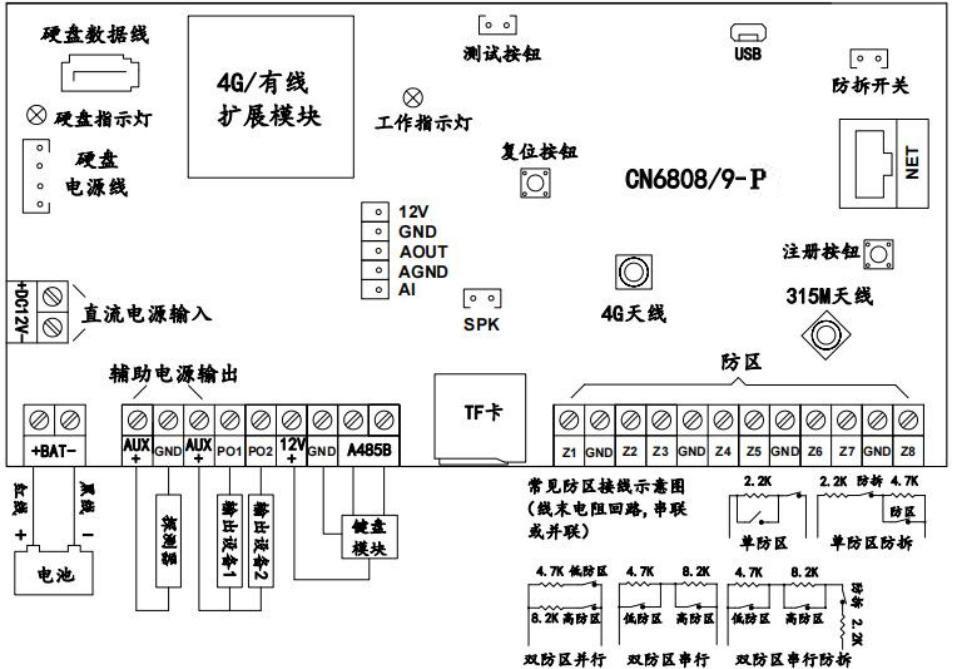 硬盘数据线
4G/有线
扩展模块
测试按钮
USB
防拆开关
硬盘指示灯
工作指示灯
硬盘
电源线
复位按钮
CN6808/9-P
NET
12V
GND
AOUT
AGND
AI
注册按钮
+DC12V-
直流电源输入
SPK
4G天线
315M天线
辅助电源输出
防区
TF卡
+BAT-
AUX
+
GND
AUX
+
PO1
PO2
12V
+
GND
A485B
Z1
GND
Z2
Z3
GND
Z4
Z5
GND
Z6
Z7
GND
Z8
红线
+
黑线
-
电池
探测器
输出设备1
输出设备2
键盘
模块
常见防区接线示意图
(线末电阻回路,串联
或并联)
2.2K
单防区
2.2K 防拆 4.7K
防区
单防区防拆
4.7K 低防区
8.2K 高防区
双防区并行
4.7K 8.2K
低防区 高防区
双防区串行
4.7K 8.2K
低防区 高防区
防拆 2.2K
双防区串行防拆